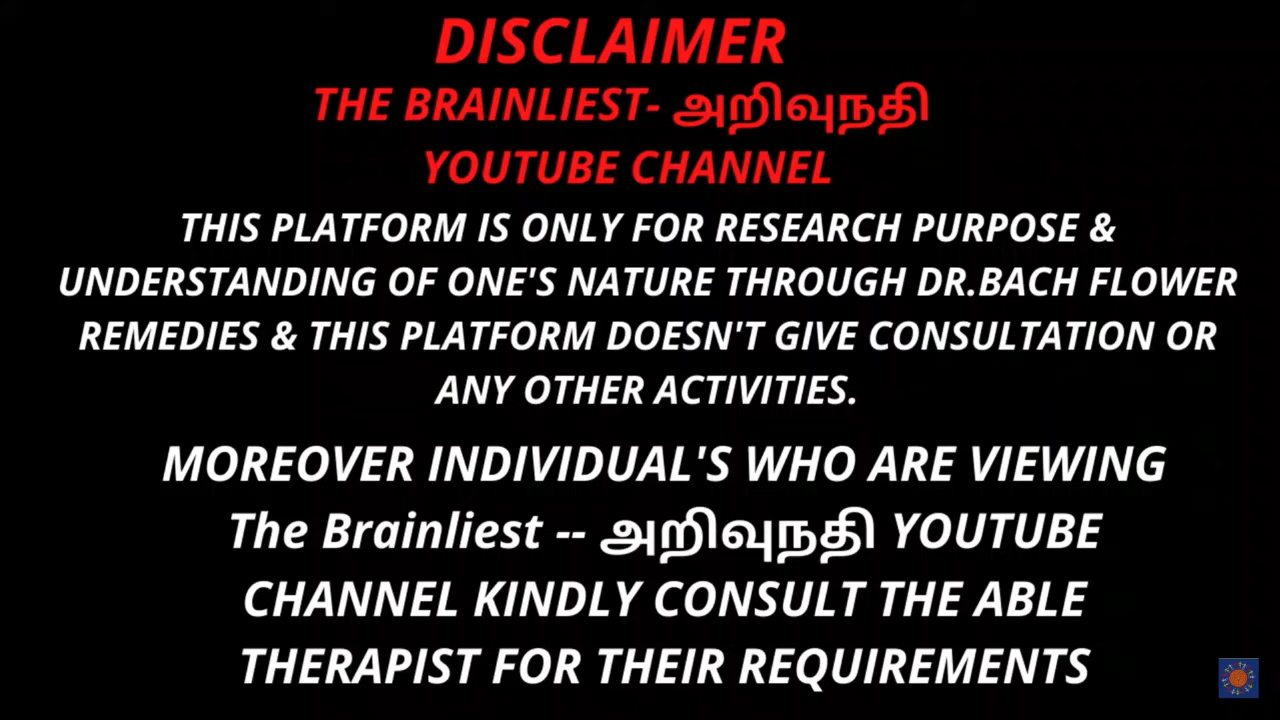 DISCLAIMER
THE BRAINLIEST- அறிவுநதி
YOUTUBE CHANNEL
THIS PLATFORM IS ONLY FOR RESEARCH PURPOSE &
UNDERSTANDING OF ONE'S NATURE THROUGH DR.BACH FLOWER
REMEDIES & THIS PLATFORM DOESN'T GIVE CONSULTATION OR
ANY OTHER ACTIVITIES.
MOREOVER INDIVIDUAL'S WHO ARE VIEWING
The Brainliest -- அறிவுநதி YOUTUBE
CHANNEL KINDLY CONSULT THE ABLE
THERAPIST FOR THEIR REQUIREMENTS